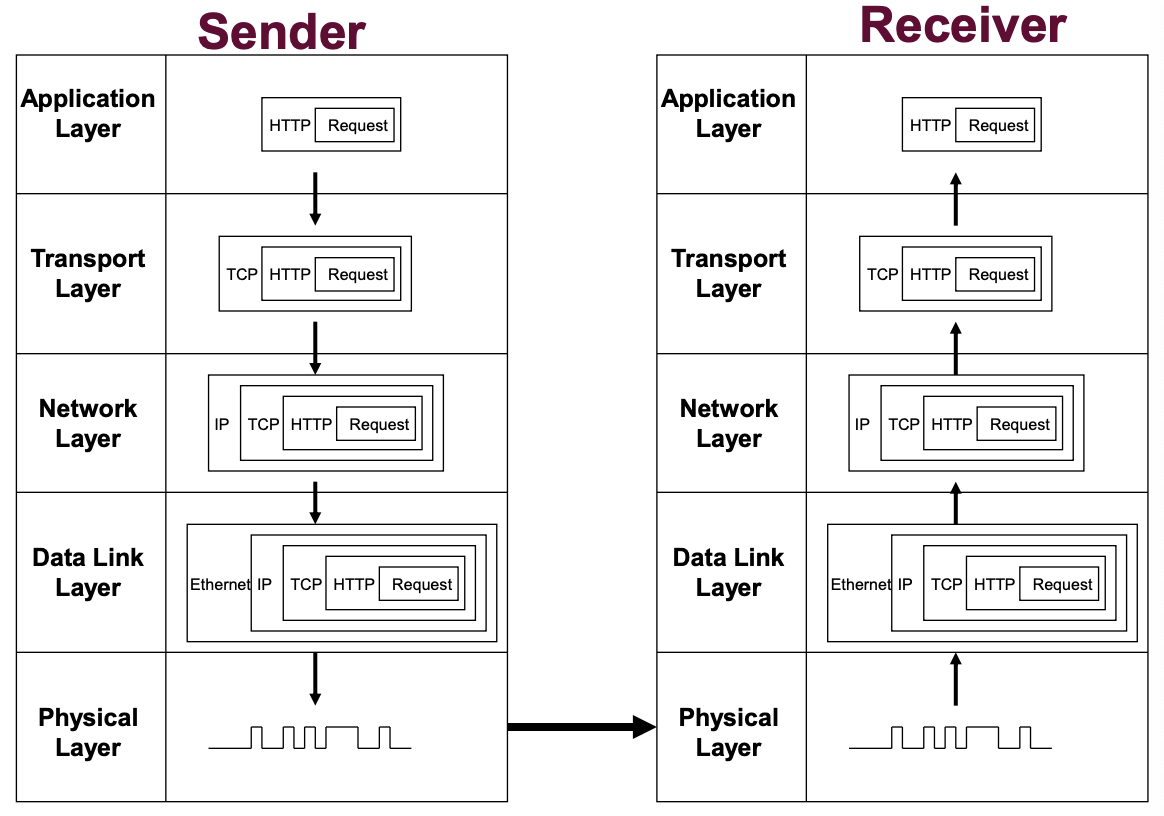 Sender
Application
Layer
HTTP Request
Transport
Layer
TCP HTTP Request
Network
Layer
IP TCP HTTP Request
Data Link
Layer
Ethernet IP TCP HTTP Request
Physical
Layer
Receiver
Application
Layer
HTTP Request
Transport
Layer
TCP HTTP Request
Network
Layer
IP TCP HTTP Request
Data Link
Layer
Ethernet IP TCP HTTP Request
Physical
Layer